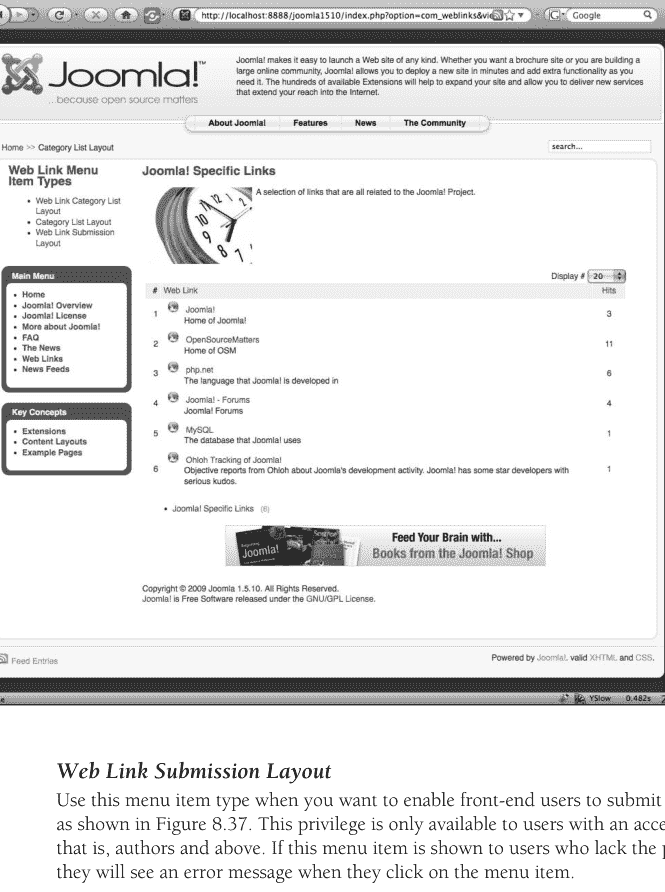 http://localhost:8888/joomla1510/index.php?option=com_weblinks&vie
Google
Joomla!™
...because open source matters
Joomla! makes it easy to launch a Web site of any kind. Whether you want a brochure site or you are building a
large online community, Joomla! allows you to deploy a new site in minutes and add extra functionality as you
need it. The hundreds of available Extensions will help to expand your site and allow you to deliver new services
that extend your reach into the Internet.
About Joomla! Features News The Community
Home >> Category List Layout
search...
Web Link Menu
Item Types
• Web Link Category List
Layout
• Category List Layout
• Web Link Submission
Layout
Main Menu
• Home
• Joomla! Overview
• Joomla! License
• More about Joomla!
• FAQ
• The News
• Web Links
• News Feeds
Key Concepts
• Extensions
• Content Layouts
• Example Pages
Joomla! Specific Links
A selection of links that are all related to the Joomla! Project.
Display # 20
# Web Link Hits
1 Joomla!
Home of Joomla! 3
2 OpenSourceMatters
Home of OSM 11
3 php.net
The language that Joomla! is developed in 6
4 Joomla! - Forums
Joomla! Forums 4
5 MySQL
The database that Joomla! uses 1
6 Ohloh Tracking of Joomla!
Objective reports from Ohloh about Joomla's development activity. Joomla! has some star developers with
serious kudos. 1
• Joomla! Specific Links (6)
Joomla!
Feed Your Brain with...
Books from the Joomla! Shop
Copyright © 2009 Joomla 1.5.10. All Rights Reserved.
Joomla! is Free Software released under the GNU/GPL License.
Feed Entries
Powered by Joomla!. valid XHTML and CSS.
YSlow 0.482s
Web Link Submission Layout
Use this menu item type when you want to enable front-end users to submit
as shown in Figure 8.37. This privilege is only available to users with an acce
that is, authors and above. If this menu item is shown to users who lack the p
they will see an error message when they click on the menu item.